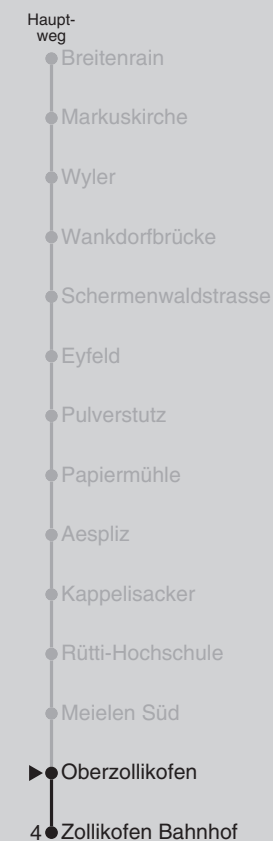 Haupt-
weg
Breitenrain
Markuskirche
Wyler
Wankdorfbrücke
Schermenwaldstrasse
Eyfeld
Pulverstutz
Papiermühle
Aespliz
Kappelisacker
Rütti-Hochschule
Meielen Süd
Oberzollikofen
4 Zollikofen Bahnhof